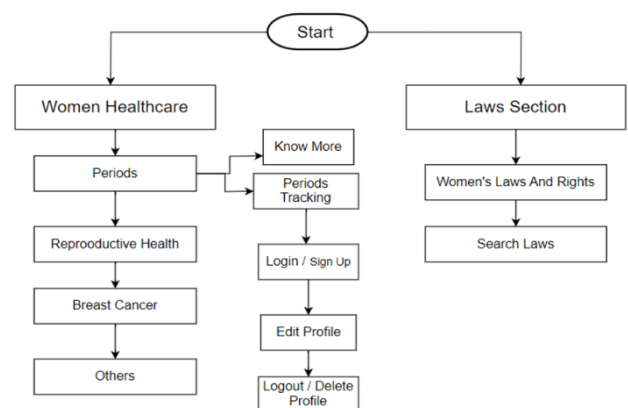 Start
Women Healthcare
Laws Section
Know More
Periods
Periods
Tracking
Women's Laws And Rights
Reprooductive Health
Login / Sign Up
Search Laws
Breast Cancer
Edit Profile
Others
Logout / Delete
Profile